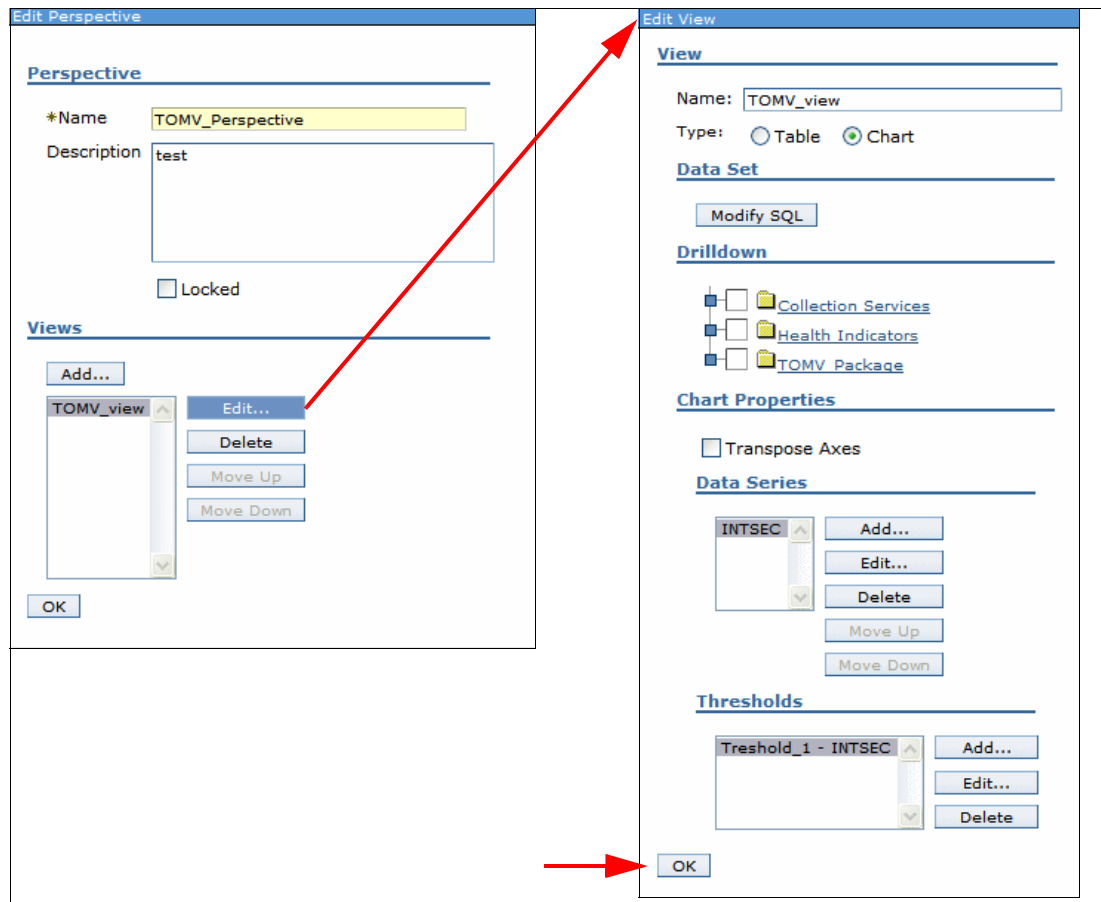 Edit Perspective
Perspective
*Name TOMV_Perspective
Description test
Locked
Views
Add...
TOMV_view Edit...
Delete
Move Up
Move Down
OK
Edit View
View
Name: TOMV_view
Type: Table Chart
Data Set
Modify SQL
Drilldown
Collection Services
Health Indicators
TOMV Package
Chart Properties
Transpose Axes
Data Series
INTSEC Add...
Edit...
Delete
Move Up
Move Down
Thresholds
Treshold_1 - INTSEC Add...
Edit...
Delete
OK